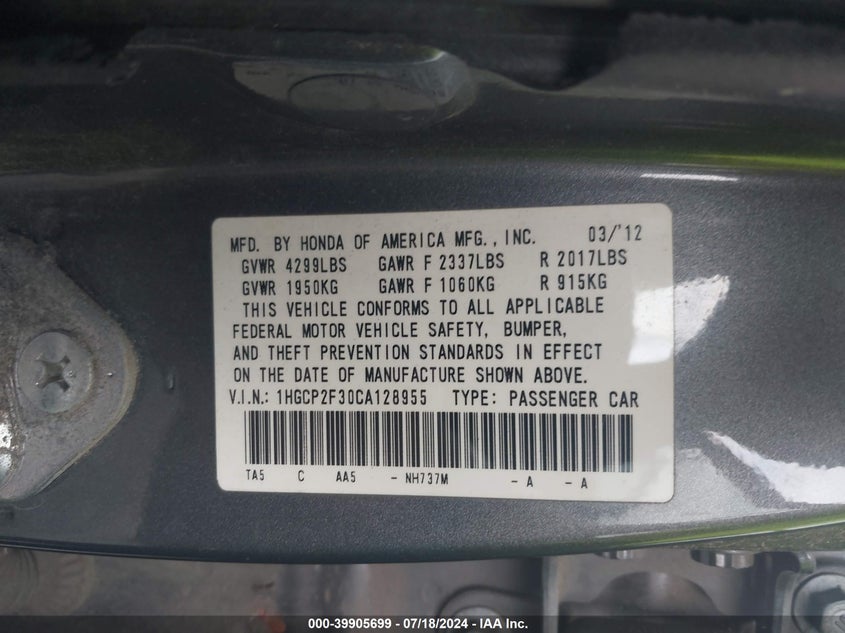 MFD. BY HONDA OF AMERICA MFG., INC. 03/'12
GVWR 4299LBS GAWR F 2337LBS R 2017LBS
GVWR 1950KG GAWR F 1060KG R 915KG
THIS VEHICLE CONFORMS TO ALL APPLICABLE
FEDERAL MOTOR VEHICLE SAFETY, BUMPER,
AND THEFT PREVENTION STANDARDS IN EFFECT
ON THE DATE OF MANUFACTURE SHOWN ABOVE.
V.I.N.: 1HGCP2F30CA128955 TYPE: PASSENGER CAR
TA5 C AA5 - NH737M - A - A
000-39905699 - 07/18/2024 - IAA Inc.